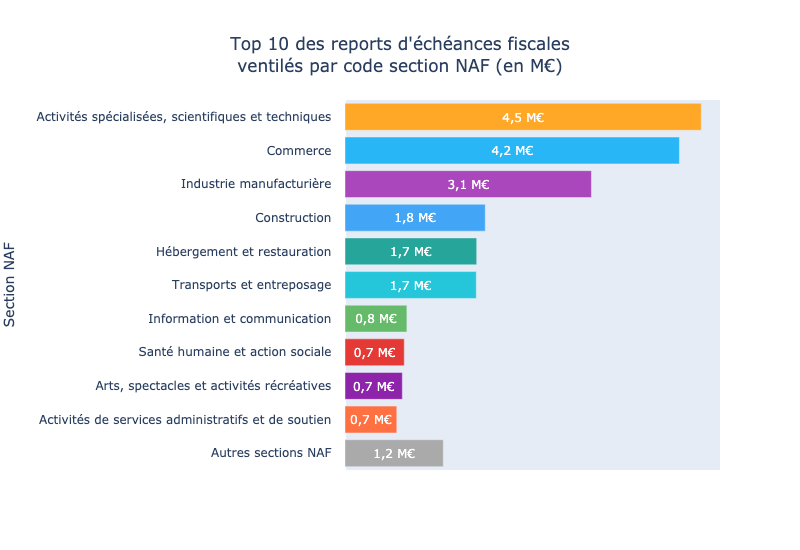 Top 10 des reports d'échéances fiscales
ventilés par code section NAF (en M€)
Section NAF
Activités spécialisées, scientifiques et techniques 4,5 M€
Commerce 4,2 M€
Industrie manufacturière 3,1 M€
Construction 1,8 M€
Hébergement et restauration 1,7 M€
Transports et entreposage 1,7 M€
Information et communication 0,8 M€
Santé humaine et action sociale 0,7 M€
Arts, spectacles et activités récréatives 0,7 M€
Activités de services administratifs et de soutien 0,7 M€
Autres sections NAF 1,2 M€